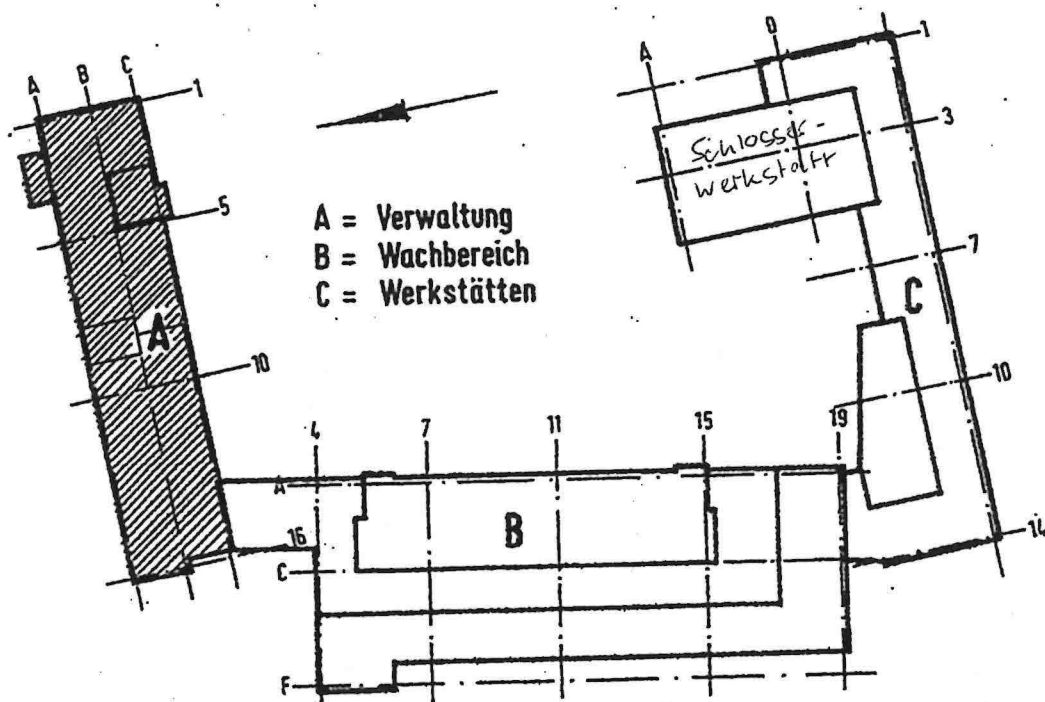 A B C 1
5
10
16
A
A = Verwaltung
B = Wachbereich
C = Werkstätten
A D 1
3
7
10
14
C
Schlosser-
werkstatt
4 7 11 15 19
A
C
F
B